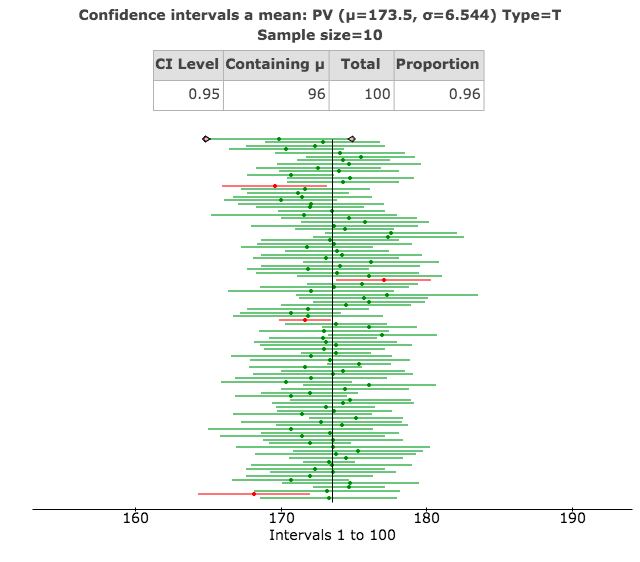 Confidence intervals a mean: PV (μ=173.5, σ=6.544) Type=T
Sample size=10
CI Level Containing μ Total Proportion
0.95 96 100 0.96
160 170 180 190
Intervals 1 to 100